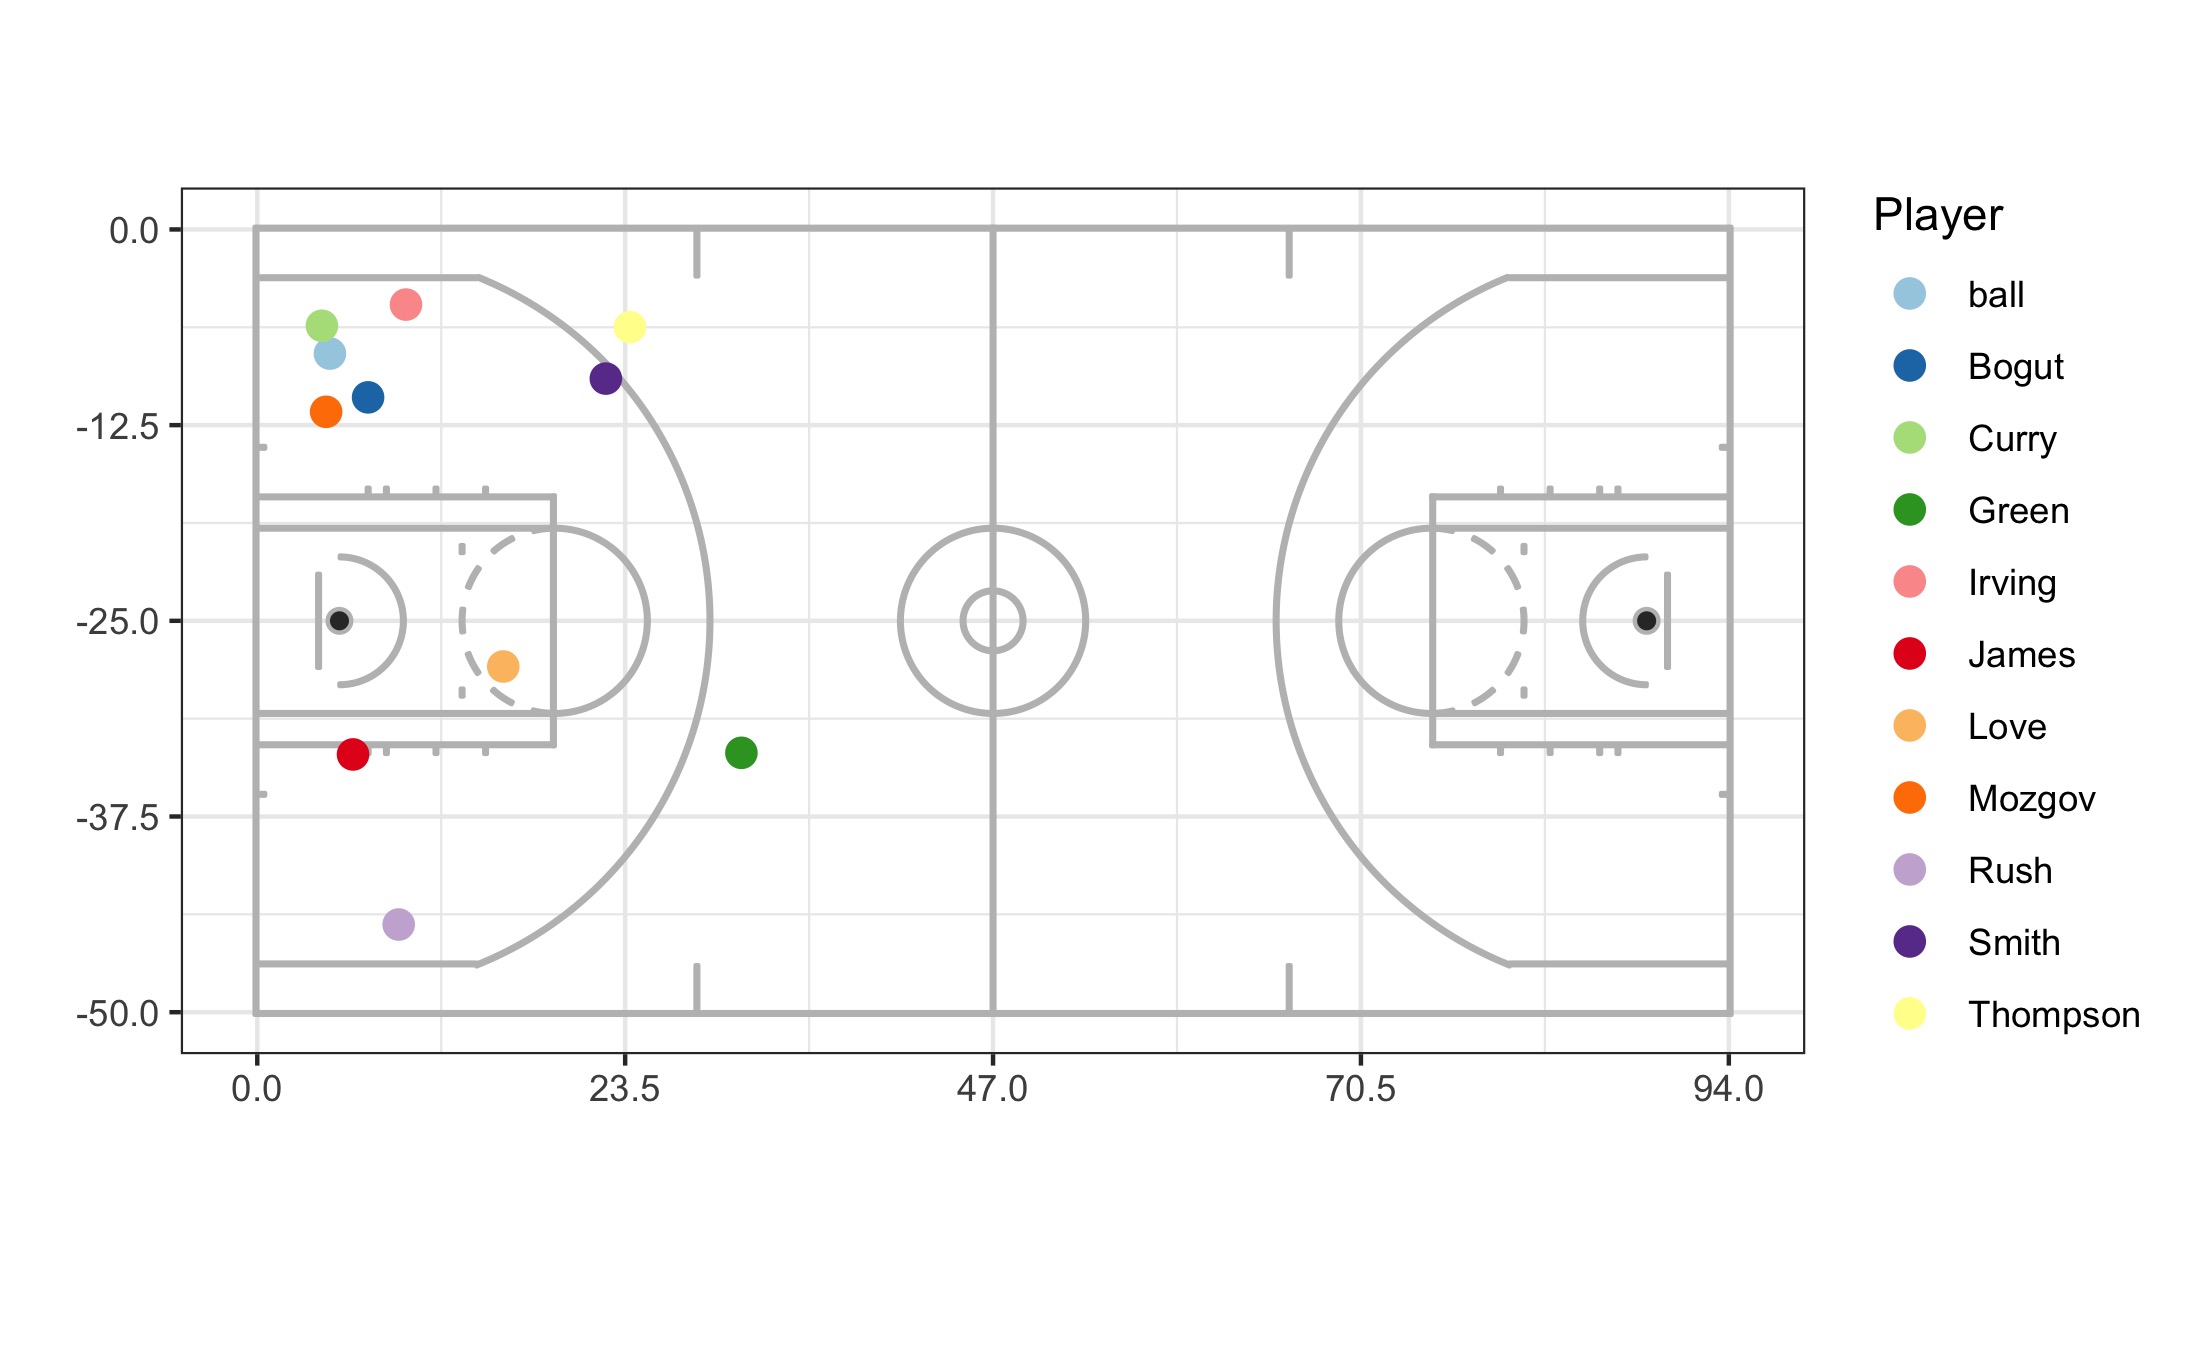 0.0
-12.5
-25.0
-37.5
-50.0
0.0
23.5
47.0
70.5
94.0
Player
ball
Bogut
Curry
Green
Irving
James
Love
Mozgov
Rush
Smith
Thompson